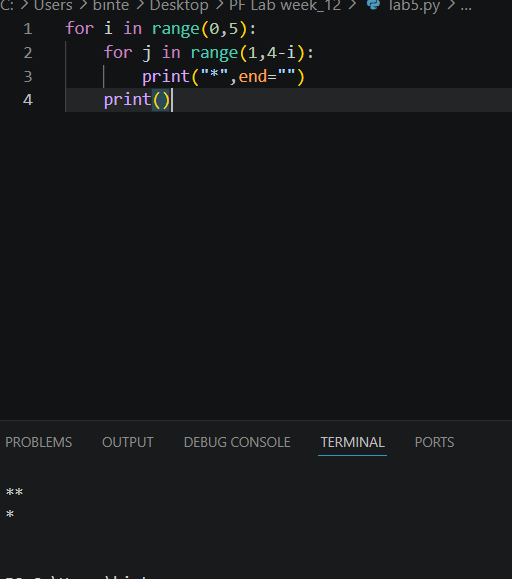 C: > Users > binte > Desktop > PF Lab week_12 > lab5.py > ...
1 for i in range(0,5):
2     for j in range(1,4-i):
3         print("*",end="")
4     print()
PROBLEMS OUTPUT DEBUG CONSOLE TERMINAL PORTS
**
*